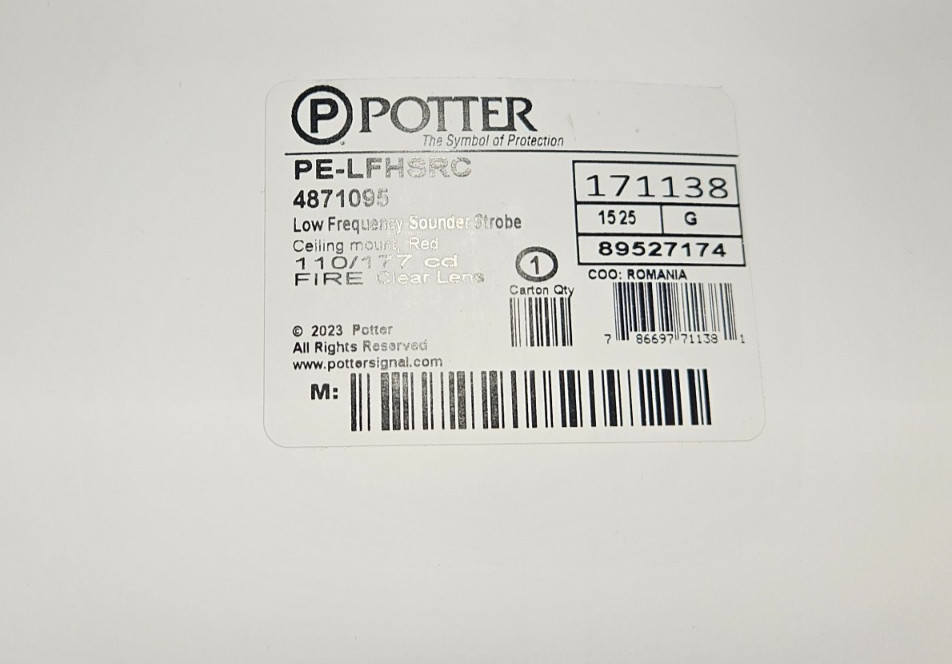 P POTTER
The Symbol of Protection
PE-LFHSRC
4871095
Low Frequency Sounder Strobe
Ceiling mount, Red
110/177 cd
FIRE Clear Lens
1
Carton Qty
171138
1525 G
89527174
COO: ROMANIA
7 86697 71138 1
© 2023 Potter
All Rights Reserved
www.pottersignal.com
M: